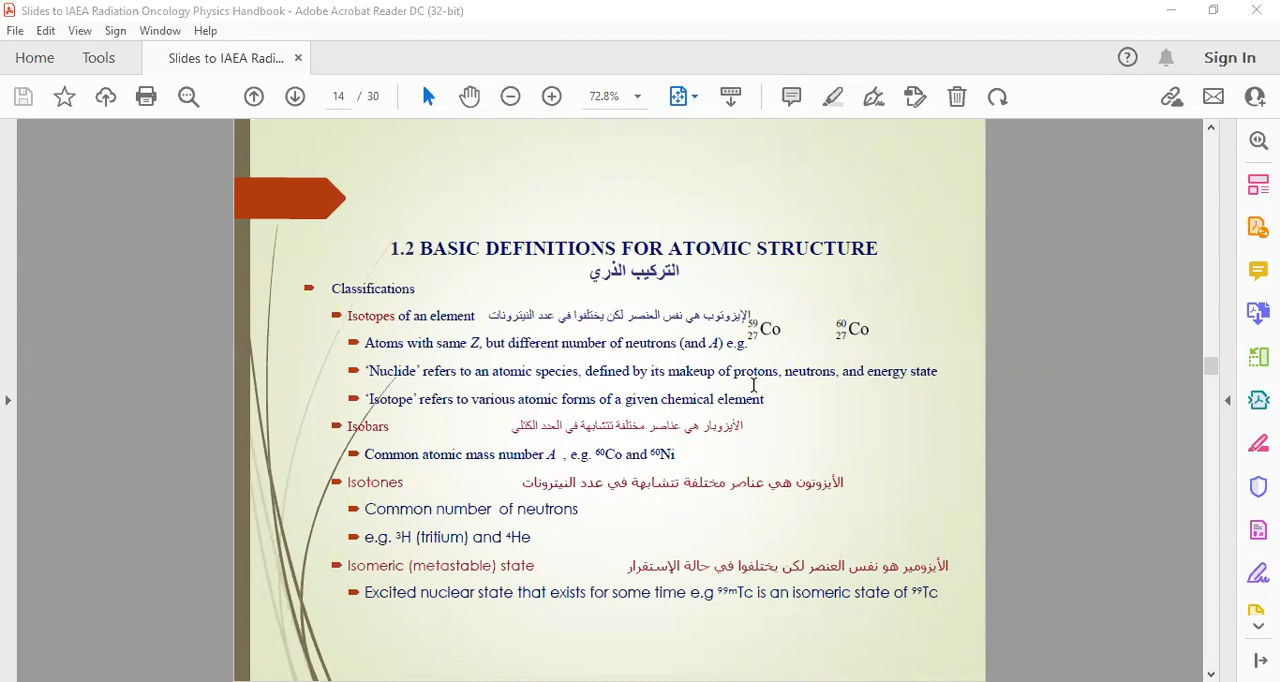 Slides to IAEA Radiation Oncology Physics Handbook - Adobe Acrobat Reader DC (32-bit)
File Edit View Sign Window Help
Home Tools Slides to IAEA Radi... × Sign In
14 / 30 72.8%
1.2 BASIC DEFINITIONS FOR ATOMIC STRUCTURE
التركيب الذري
Classifications
Isotopes of an element الإيزوتوب هي نفس العنصر لكن يختلفوا في عدد النيترونات
Atoms with same Z, but different number of neutrons (and A) e.g. ⁵⁹₂₇Co ⁶⁰₂₇Co
‘Nuclide’ refers to an atomic species, defined by its makeup of protons, neutrons, and energy state
‘Isotope’ refers to various atomic forms of a given chemical element
Isobars الأيزوبار هي عناصر مختلفة تتشابهة في العدد الكتلي
Common atomic mass number A , e.g. ⁶⁰Co and ⁶⁰Ni
Isotones الأيزوتون هي عناصر مختلفة تتشابهة في عدد النيترونات
Common number of neutrons
e.g. ³H (tritium) and ⁴He
Isomeric (metastable) state الأيزومير هو نفس العنصر لكن يختلفوا في حالة الإستقرار
Excited nuclear state that exists for some time e.g ⁹⁹ᵐTc is an isomeric state of ⁹⁹Tc